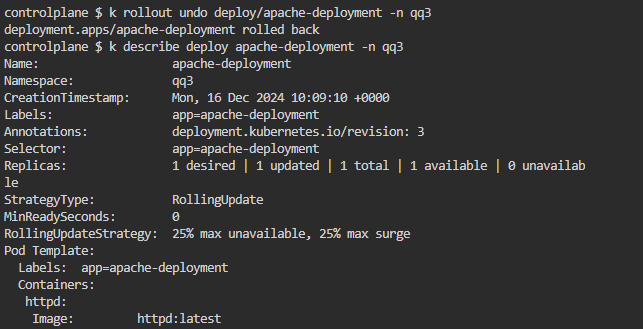 controlplane $ k rollout undo deploy/apache-deployment -n qq3
deployment.apps/apache-deployment rolled back
controlplane $ k describe deploy apache-deployment -n qq3
Name:                   apache-deployment
Namespace:              qq3
CreationTimestamp:      Mon, 16 Dec 2024 10:09:10 +0000
Labels:                 app=apache-deployment
Annotations:            deployment.kubernetes.io/revision: 3
Selector:               app=apache-deployment
Replicas:               1 desired | 1 updated | 1 total | 1 available | 0 unavailab
le
StrategyType:           RollingUpdate
MinReadySeconds:        0
RollingUpdateStrategy:  25% max unavailable, 25% max surge
Pod Template:
  Labels:  app=apache-deployment
  Containers:
   httpd:
    Image:        httpd:latest